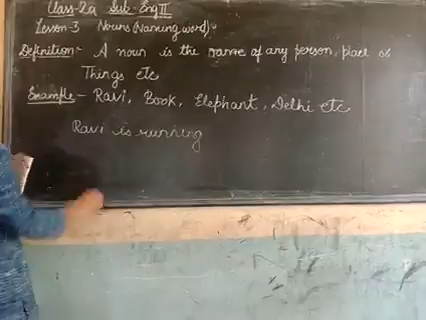 Class-2a Sub-Eng II
Lesson-3 Nouns (Naming word)
Definition- A noun is the name of any person, place or
Things etc
Example- Ravi, Book, Elephant, Delhi etc
Ravi is running